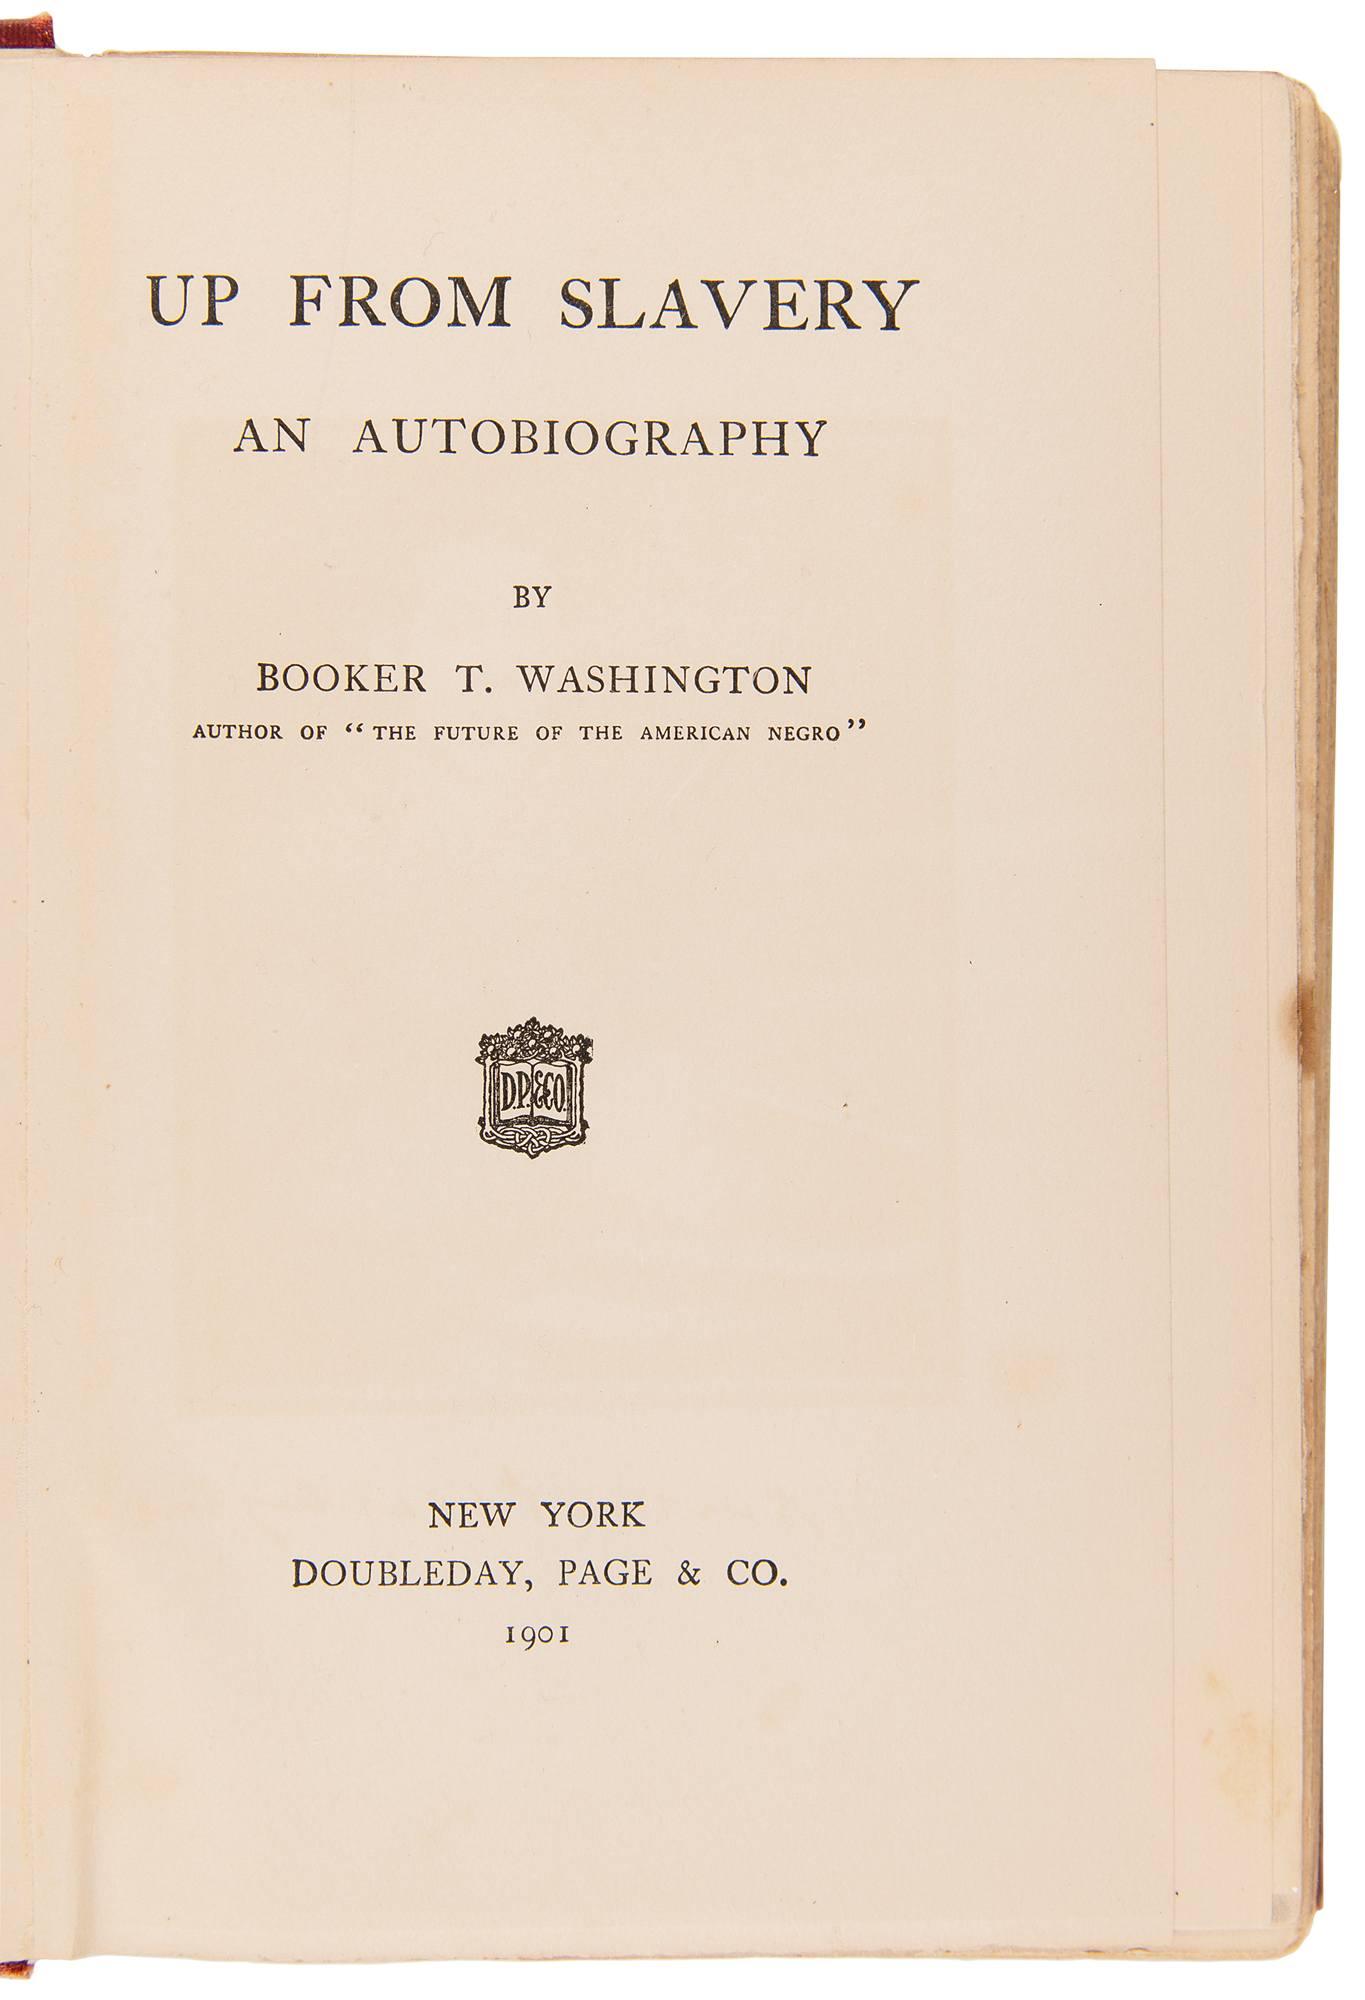 UP FROM SLAVERY
AN AUTOBIOGRAPHY
BY
BOOKER T. WASHINGTON
AUTHOR OF “THE FUTURE OF THE AMERICAN NEGRO”
D.P. & CO.
NEW YORK
DOUBLEDAY, PAGE & CO.
1901